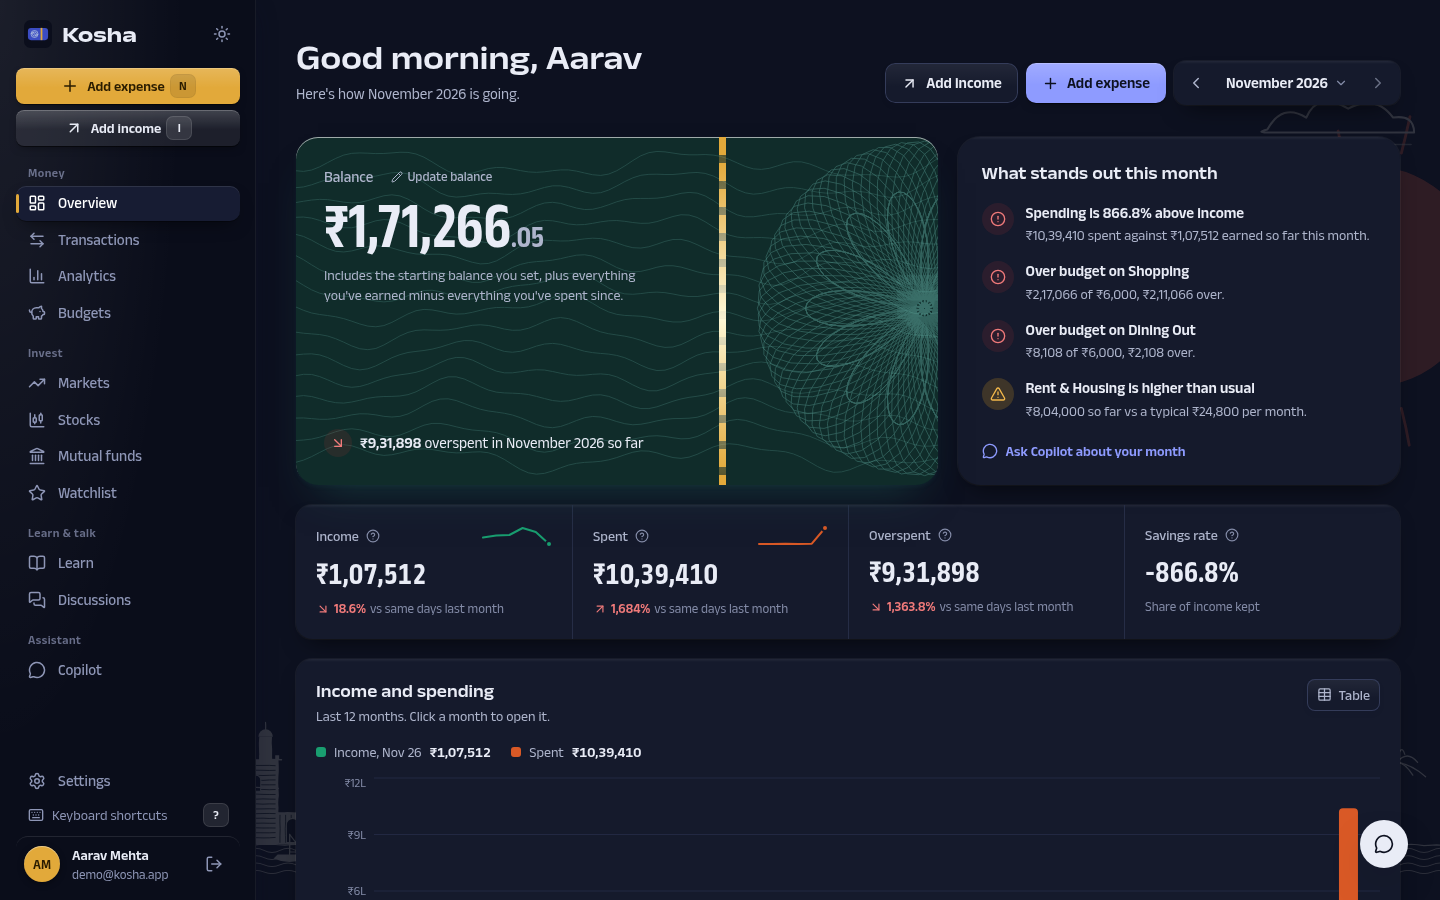 Kosha
Add expense N
Add income I
Money
Overview
Transactions
Analytics
Budgets
Invest
Markets
Stocks
Mutual funds
Watchlist
Learn & talk
Learn
Discussions
Assistant
Copilot
Settings
Keyboard shortcuts ?
AM
Aarav Mehta
demo@kosha.app
Good morning, Aarav
Here's how November 2026 is going.
Add income
Add expense
November 2026
Balance
Update balance
₹1,71,266.05
Includes the starting balance you set, plus everything
you've earned minus everything you've spent since.
₹9,31,898 overspent in November 2026 so far
What stands out this month
Spending is 866.8% above income
₹10,39,410 spent against ₹1,07,512 earned so far this month.
Over budget on Shopping
₹2,17,066 of ₹6,000, ₹2,11,066 over.
Over budget on Dining Out
₹8,108 of ₹6,000, ₹2,108 over.
Rent & Housing is higher than usual
₹8,04,000 so far vs a typical ₹24,800 per month.
Ask Copilot about your month
Income
₹1,07,512
18.6% vs same days last month
Spent
₹10,39,410
1,684% vs same days last month
Overspent
₹9,31,898
1,363.8% vs same days last month
Savings rate
-866.8%
Share of income kept
Income and spending
Last 12 months. Click a month to open it.
Table
Income, Nov 26 ₹1,07,512
Spent ₹10,39,410
₹12L
₹9L
₹6L